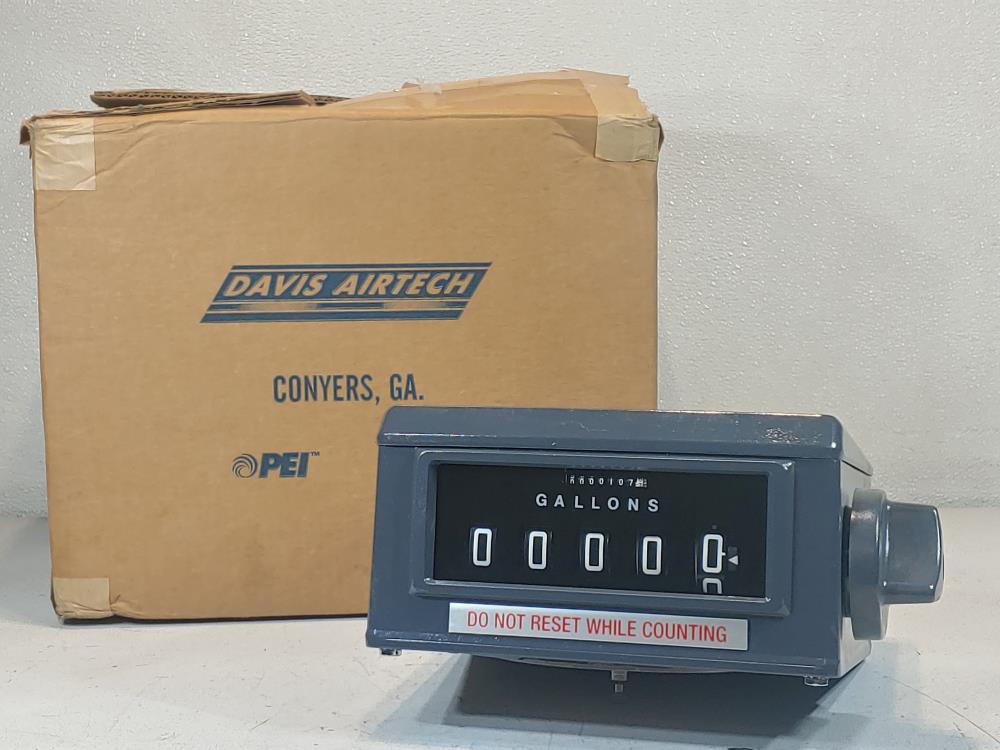 DAVIS AIRTECH
CONYERS, GA.
PEI™
GALLONS
0 0 0 0 0
DO NOT RESET WHILE COUNTING